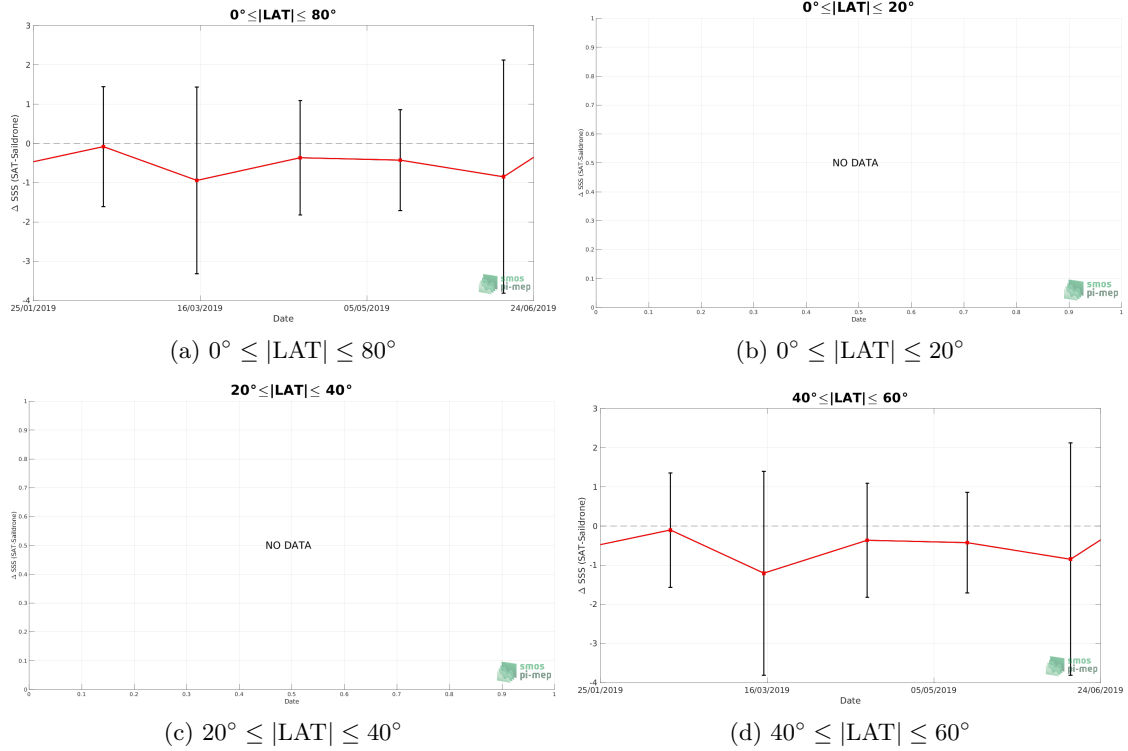 0°≤|LAT|≤ 80°
3
2
1
0
-1
-2
-3
-4
Δ SSS (SAT-Saildrone)
25/01/2019 16/03/2019 05/05/2019 24/06/2019
Date
smos
pi-mep
(a) 0° ≤ |LAT| ≤ 80°
0°≤|LAT|≤ 20°
1
0.9
0.8
0.7
0.6
0.5
0.4
0.3
0.2
0.1
0
Δ SSS (SAT-Saildrone)
NO DATA
0 0.1 0.2 0.3 0.4 0.5 0.6 0.7 0.8 0.9 1
Date
smos
pi-mep
(b) 0° ≤ |LAT| ≤ 20°
20°≤|LAT|≤ 40°
1
0.9
0.8
0.7
0.6
0.5
0.4
0.3
0.2
0.1
0
Δ SSS (SAT-Saildrone)
NO DATA
0 0.1 0.2 0.3 0.4 0.5 0.6 0.7 0.8 0.9 1
Date
smos
pi-mep
(c) 20° ≤ |LAT| ≤ 40°
40°≤|LAT|≤ 60°
3
2
1
0
-1
-2
-3
-4
Δ SSS (SAT-Saildrone)
25/01/2019 16/03/2019 05/05/2019 24/06/2019
Date
smos
pi-mep
(d) 40° ≤ |LAT| ≤ 60°